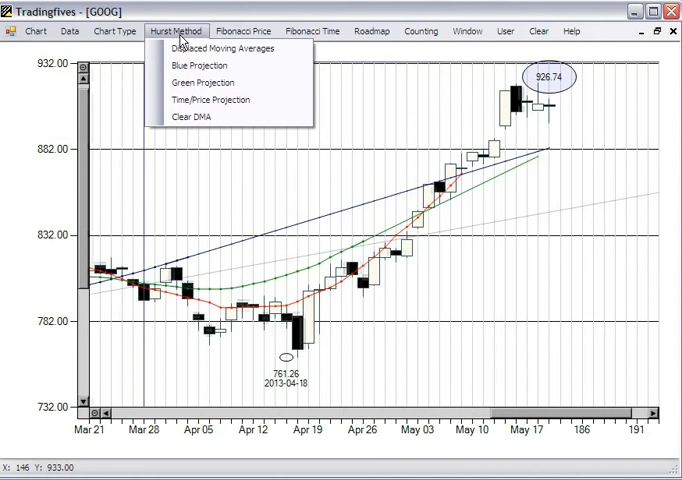 Tradingfives - [GOOG]
Chart Data Chart Type Hurst Method Fibonacci Price Fibonacci Time Roadmap Counting Window User Clear Help
Displaced Moving Averages
Blue Projection
Green Projection
Time/Price Projection
Clear DMA
932.00
926.74
882.00
832.00
782.00
761.26
2013-04-18
732.00
Mar 21 Mar 28 Apr 05 Apr 12 Apr 19 Apr 26 May 03 May 10 May 17 186 191
X: 146 Y: 933.00